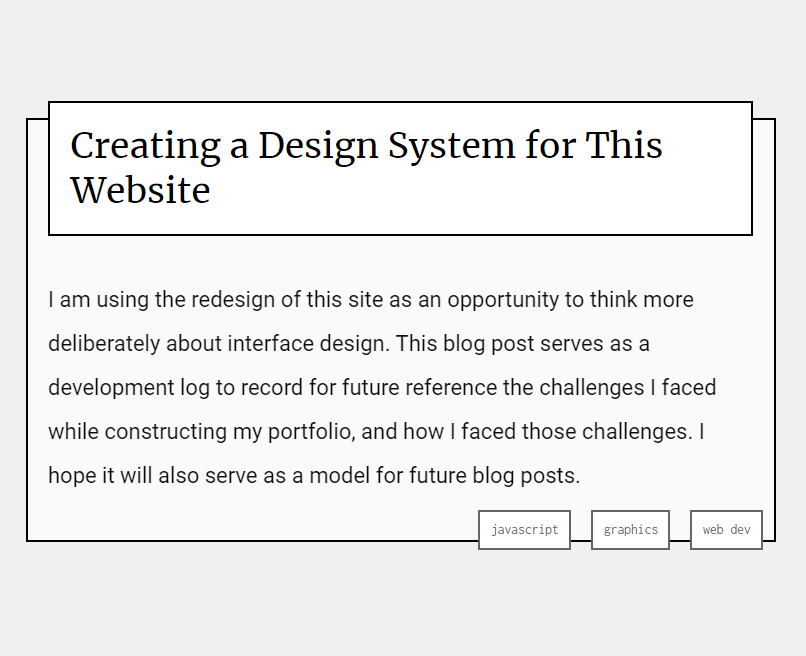 Creating a Design System for This
Website
I am using the redesign of this site as an opportunity to think more
deliberately about interface design. This blog post serves as a
development log to record for future reference the challenges I faced
while constructing my portfolio, and how I faced those challenges. I
hope it will also serve as a model for future blog posts.
javascript graphics web dev